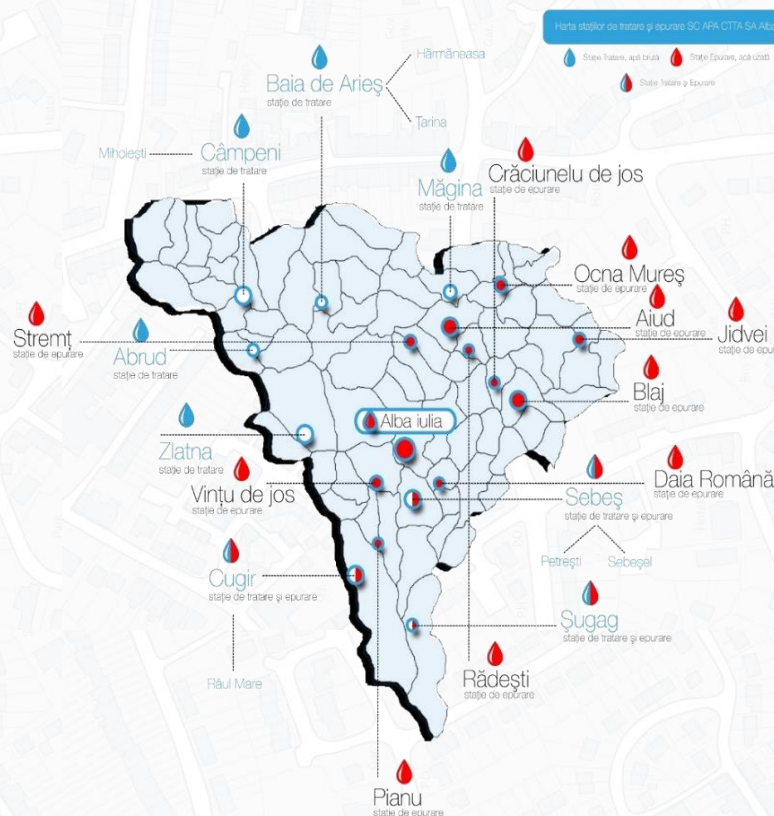 Harta stațiilor de tratare și epurare SC APA CTTA SA Alba
Stație Tratare, apă brută
Stație Epurare, apă uzată
Stație Tratare și Epurare
Hărmăneasa
Baia de Arieș
stație de tratare
Țarina
Mihoiești
Câmpeni
stație de tratare
Măgina
stație de tratare
Crăciunelu de jos
stație de epurare
Ocna Mureș
stație de epurare
Aiud
stație de epurare
Stremț
stație de epurare
Abrud
stație de tratare
Jidvei
stație de epu
Blaj
stație de epurare
Alba iulia
Zlatna
stație de tratare
Vințu de jos
stație de epurare
Sebeș
stație de tratare și epurare
Daia Română
stație de epurare
Petrești
Sebeșel
Cugir
stație de tratare și epurare
Râul Mare
Șugag
stație de tratare și epurare
Rădești
stație de epurare
Pianu
stație de epurare